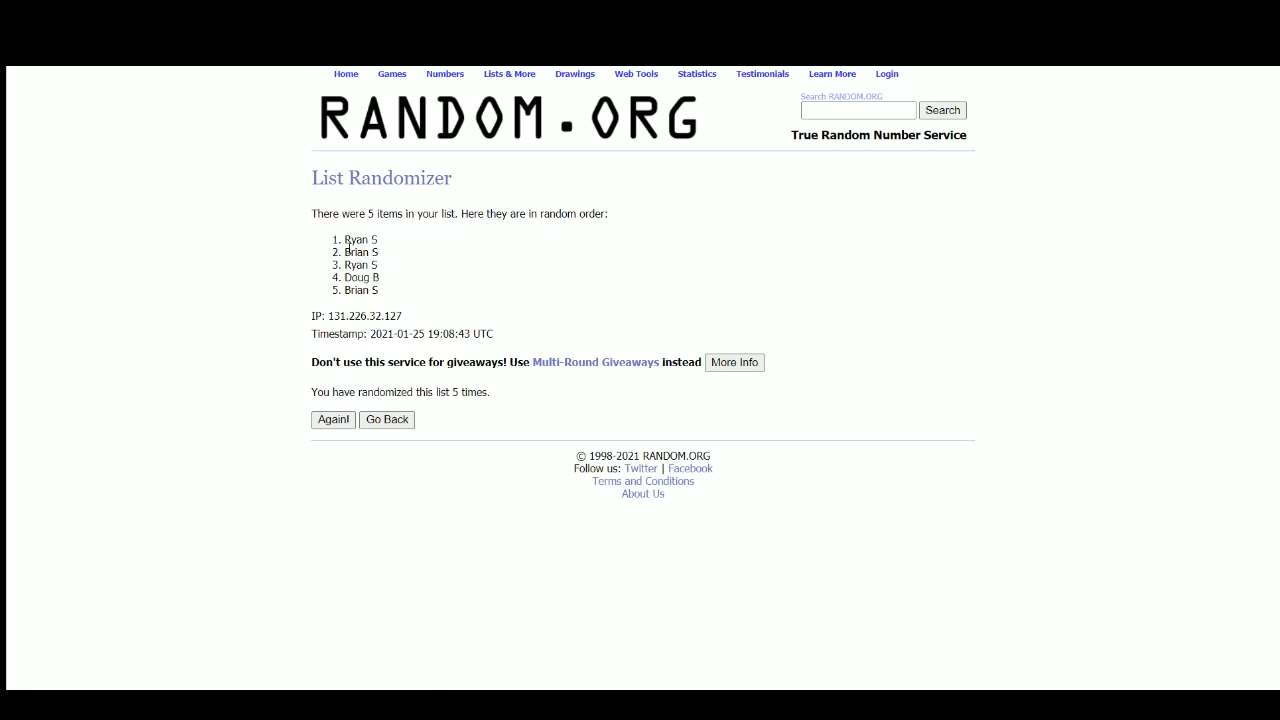 Home Games Numbers Lists & More Drawings Web Tools Statistics Testimonials Learn More Login
RANDOM.ORG
Search RANDOM.ORG
Search
True Random Number Service
List Randomizer
There were 5 items in your list. Here they are in random order:
1. Ryan S
2. Brian S
3. Ryan S
4. Doug B
5. Brian S
IP: 131.226.32.127
Timestamp: 2021-01-25 19:08:43 UTC
Don't use this service for giveaways! Use Multi-Round Giveaways instead More Info
You have randomized this list 5 times.
Again! Go Back
© 1998-2021 RANDOM.ORG
Follow us: Twitter | Facebook
Terms and Conditions
About Us